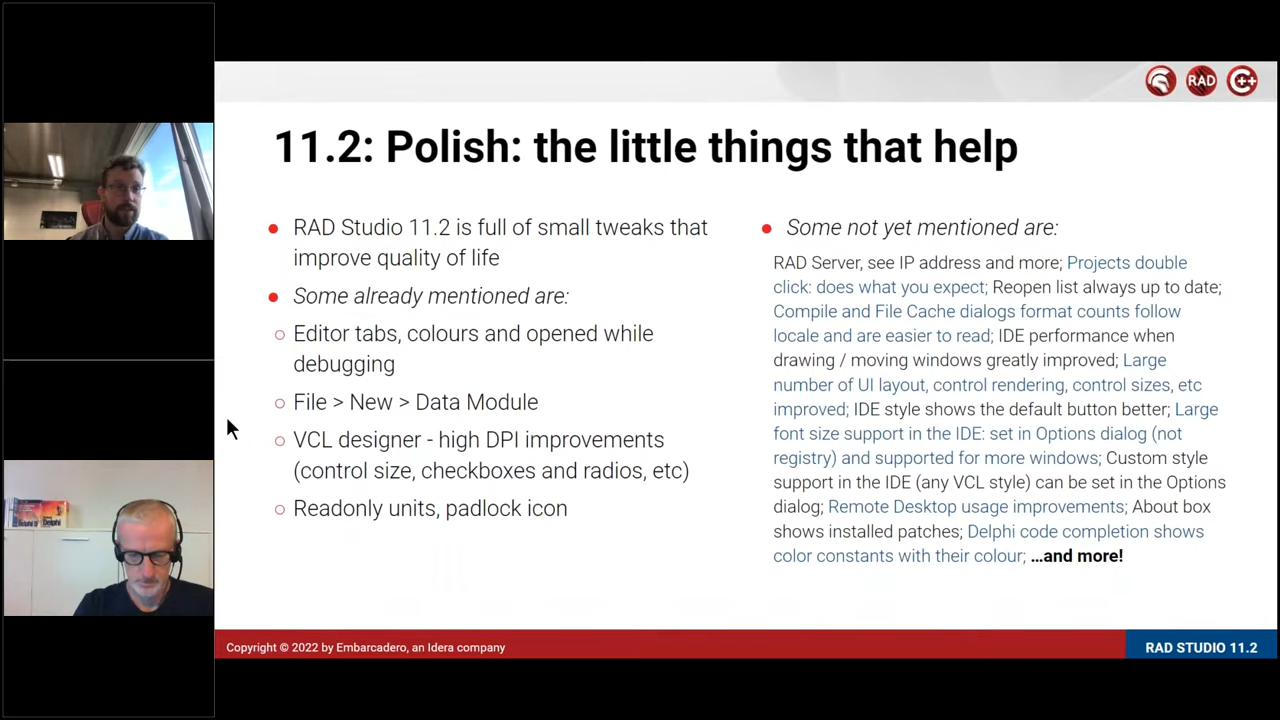 RAD
C++
11.2: Polish: the little things that help
RAD Studio 11.2 is full of small tweaks that
improve quality of life
Some already mentioned are:
Editor tabs, colours and opened while
debugging
File > New > Data Module
VCL designer - high DPI improvements
(control size, checkboxes and radios, etc)
Readonly units, padlock icon
Some not yet mentioned are:
RAD Server, see IP address and more; Projects double
click: does what you expect; Reopen list always up to date;
Compile and File Cache dialogs format counts follow
locale and are easier to read; IDE performance when
drawing / moving windows greatly improved; Large
number of UI layout, control rendering, control sizes, etc
improved; IDE style shows the default button better; Large
font size support in the IDE: set in Options dialog (not
registry) and supported for more windows; Custom style
support in the IDE (any VCL style) can be set in the Options
dialog; Remote Desktop usage improvements; About box
shows installed patches; Delphi code completion shows
color constants with their colour; …and more!
Delphi
Copyright © 2022 by Embarcadero, an Idera company
RAD STUDIO 11.2